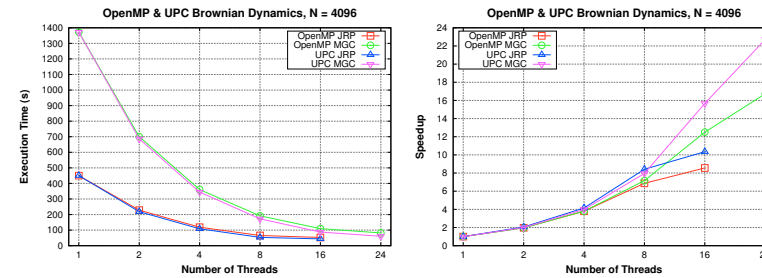 OpenMP & UPC Brownian Dynamics, N = 4096
1400
1300
1200
1100
1000
900
800
700
600
500
400
300
200
100
0
Execution Time (s)
OpenMP JRP
OpenMP MGC
UPC JRP
UPC MGC
1 2 4 8 16 24
Number of Threads
OpenMP & UPC Brownian Dynamics, N = 4096
24
22
20
18
16
14
12
10
8
6
4
2
0
Speedup
OpenMP JRP
OpenMP MGC
UPC JRP
UPC MGC
1 2 4 8 16
Number of Threads